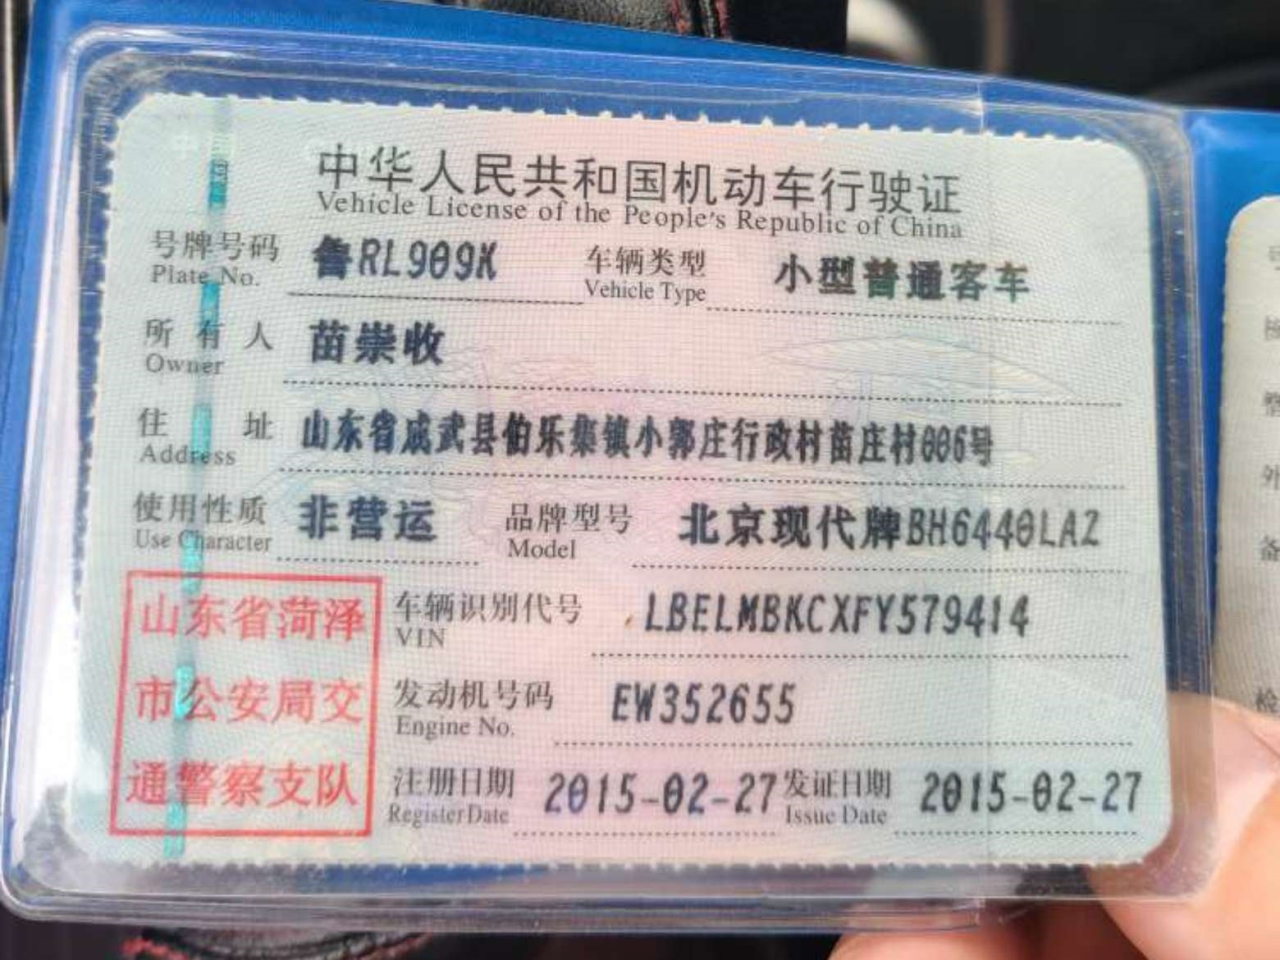 中华人民共和国机动车行驶证
Vehicle License of the People's Republic of China
号牌号码 鲁RL909K 车辆类型 小型普通客车
Plate No. Vehicle Type
所有人 苗崇收
Owner
住址 山东省成武县伯乐集镇小郭庄行政村苗庄村006号
Address
使用性质 非营运 品牌型号 北京现代牌BH6440LAZ
Use Character Model
山东省菏泽
市公安局交
通警察支队
车辆识别代号 LBELMBKCXFY579414
VIN
发动机号码 EW352655
Engine No.
注册日期 2015-02-27 发证日期 2015-02-27
Register Date Issue Date
整
外
检